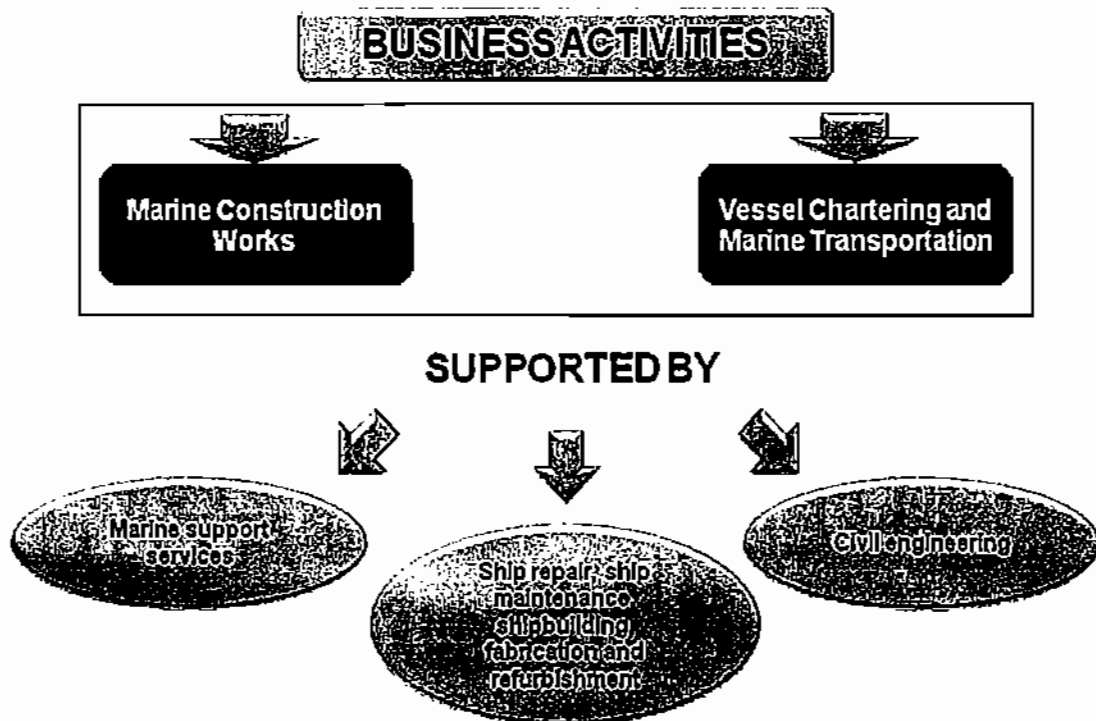 BUSINESS ACTIVITIES
Marine Construction
Works
Vessel Chartering and
Marine Transportation
SUPPORTED BY
Marine support
services
Ship repair, ship
maintenance
shipbuilding
fabrication and
refurbishment
Civil engineering